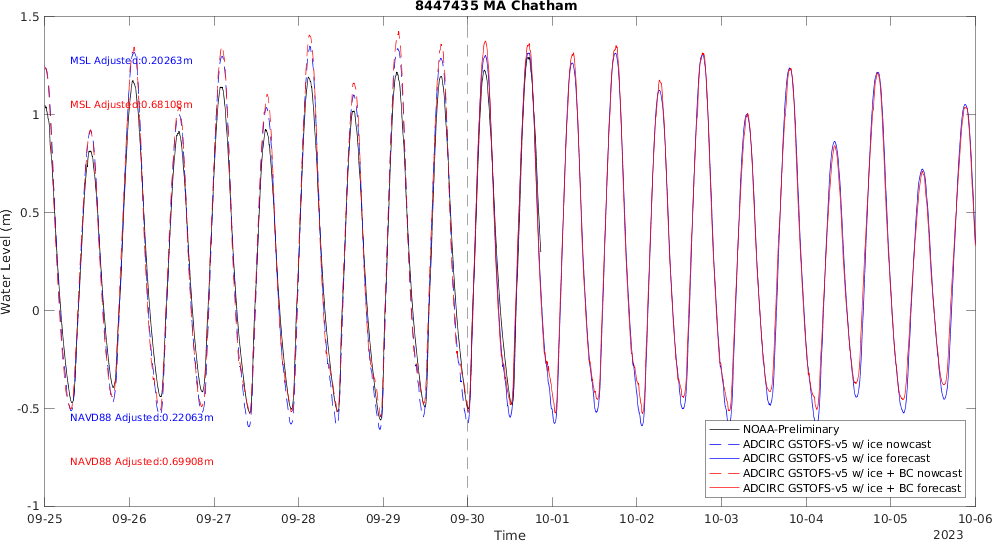 8447435 MA Chatham
1.5
1
0.5
0
-0.5
-1
Water Level (m)
MSL Adjusted:0.20263m
MSL Adjusted:0.68108m
NAVD88 Adjusted:0.22063m
NAVD88 Adjusted:0.69908m
NOAA-Preliminary
ADCIRC GSTOFS-v5 w/ ice nowcast
ADCIRC GSTOFS-v5 w/ ice forecast
ADCIRC GSTOFS-v5 w/ ice + BC nowcast
ADCIRC GSTOFS-v5 w/ ice + BC forecast
09-25 09-26 09-27 09-28 09-29 09-30 10-01 10-02 10-03 10-04 10-05 10-06
Time
2023